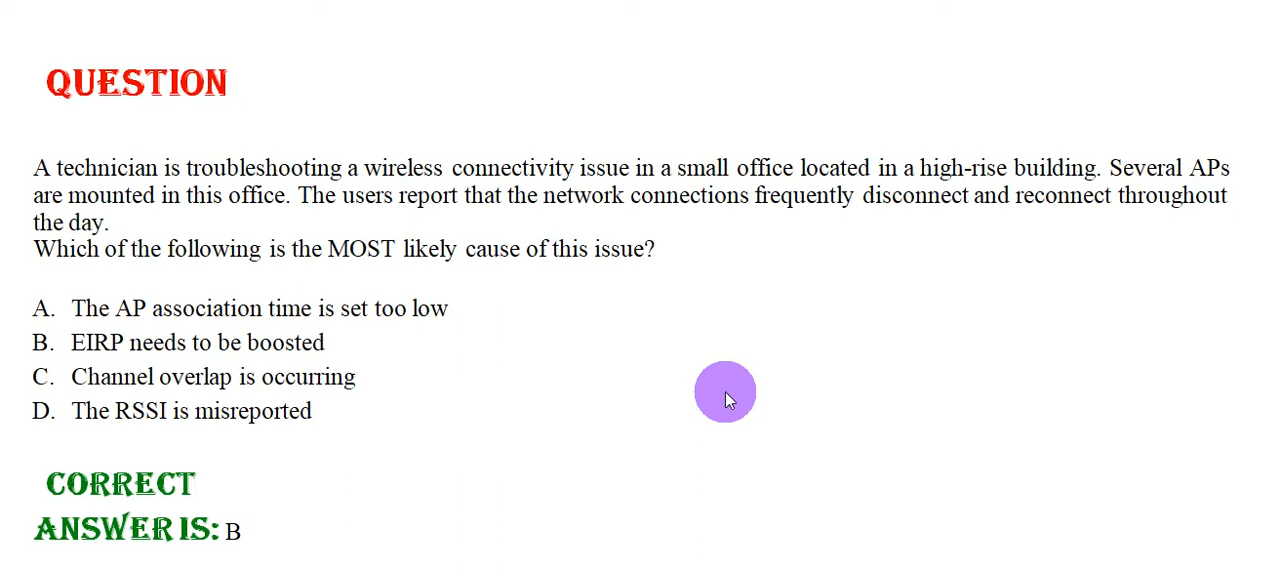 QUESTION
A technician is troubleshooting a wireless connectivity issue in a small office located in a high-rise building. Several APs
are mounted in this office. The users report that the network connections frequently disconnect and reconnect throughout
the day.
Which of the following is the MOST likely cause of this issue?
A. The AP association time is set too low
B. EIRP needs to be boosted
C. Channel overlap is occurring
D. The RSSI is misreported
CORRECT
ANSWER IS: B